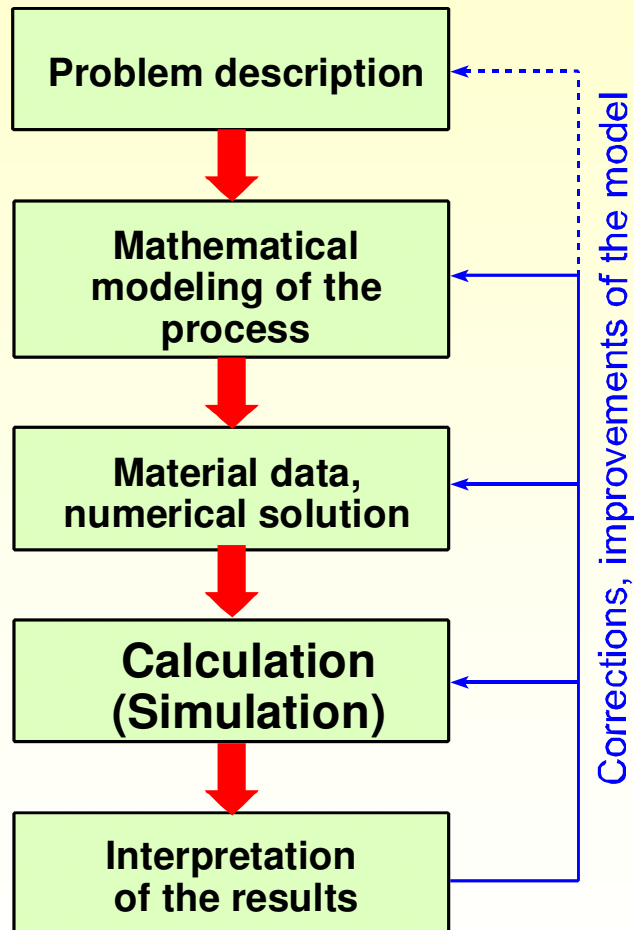 Problem description
Mathematical
modeling of the
process
Material data,
numerical solution
Calculation
(Simulation)
Interpretation
of the results
Corrections, improvements of the model